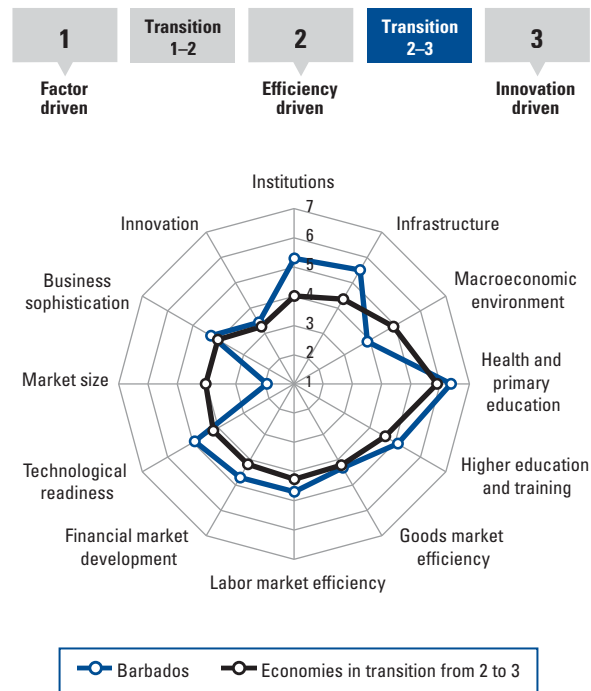 1
Transition
1–2
2
Transition
2–3
3
Factor
driven
Efficiency
driven
Innovation
driven
Institutions
7
Innovation
Infrastructure
6
5
Business
sophistication
Macroeconomic
environment
4
3
2
Market size
1
Health and
primary
education
Technological
readiness
Higher education
and training
Financial market
development
Goods market
efficiency
Labor market efficiency
Barbados
Economies in transition from 2 to 3